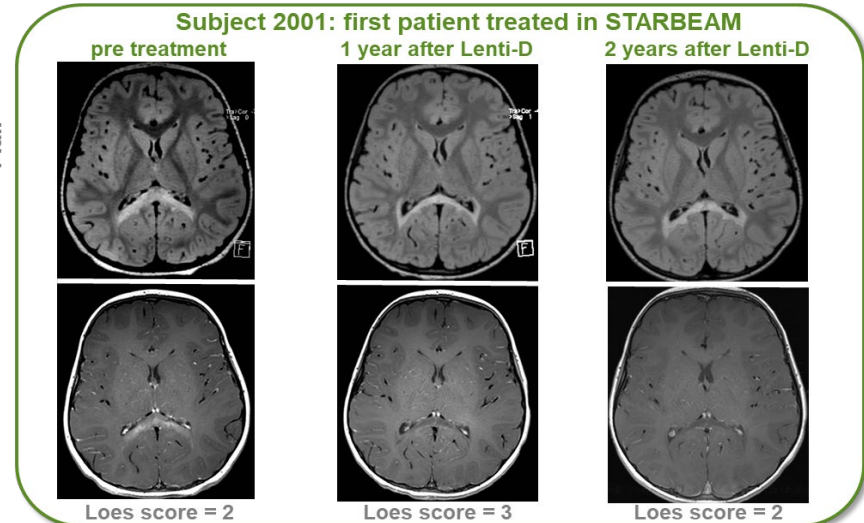 Subject 2001: first patient treated in STARBEAM
pre treatment
1 year after Lenti-D
2 years after Lenti-D
F
F
Loes score = 2
Loes score = 3
Loes score = 2